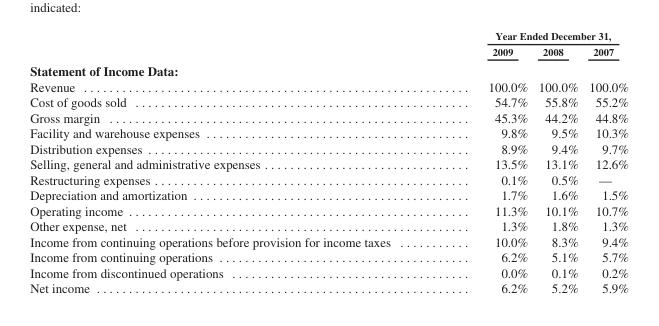 indicated:
Year Ended December 31,
2009 2008 2007
Statement of Income Data:
Revenue . . . . . . . . . . . . . . . . . . . . . . . . . . . . . . 100.0% 100.0% 100.0%
Cost of goods sold . . . . . . . . . . . . . . . . . . . . . . . . . . . . . . 54.7% 55.8% 55.2%
Gross margin . . . . . . . . . . . . . . . . . . . . . . . . . . . . . . 45.3% 44.2% 44.8%
Facility and warehouse expenses . . . . . . . . . . . . . . . . . . . . . . . . . . . . . . 9.8% 9.5% 10.3%
Distribution expenses . . . . . . . . . . . . . . . . . . . . . . . . . . . . . . 8.9% 9.4% 9.7%
Selling, general and administrative expenses . . . . . . . . . . . . . . . . . . . . . . . . . . . . . . 13.5% 13.1% 12.6%
Restructuring expenses . . . . . . . . . . . . . . . . . . . . . . . . . . . . . . 0.1% 0.5% —
Depreciation and amortization . . . . . . . . . . . . . . . . . . . . . . . . . . . . . . 1.7% 1.6% 1.5%
Operating income . . . . . . . . . . . . . . . . . . . . . . . . . . . . . . 11.3% 10.1% 10.7%
Other expense, net . . . . . . . . . . . . . . . . . . . . . . . . . . . . . . 1.3% 1.8% 1.3%
Income from continuing operations before provision for income taxes . . . . . . . . . . . 10.0% 8.3% 9.4%
Income from continuing operations . . . . . . . . . . . . . . . . . . . . . . . . . . . . . . 6.2% 5.1% 5.7%
Income from discontinued operations . . . . . . . . . . . . . . . . . . . . . . . . . . . . . . 0.0% 0.1% 0.2%
Net income . . . . . . . . . . . . . . . . . . . . . . . . . . . . . . 6.2% 5.2% 5.9%